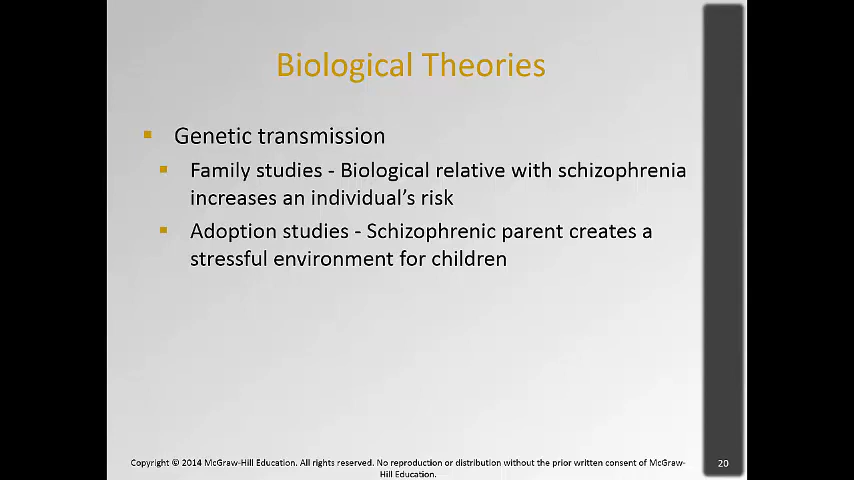 Biological Theories
Genetic transmission
Family studies - Biological relative with schizophrenia
increases an individual's risk
Adoption studies - Schizophrenic parent creates a
stressful environment for children
Copyright © 2014 McGraw-Hill Education. All rights reserved. No reproduction or distribution without the prior written consent of McGraw-
Hill Education.
20